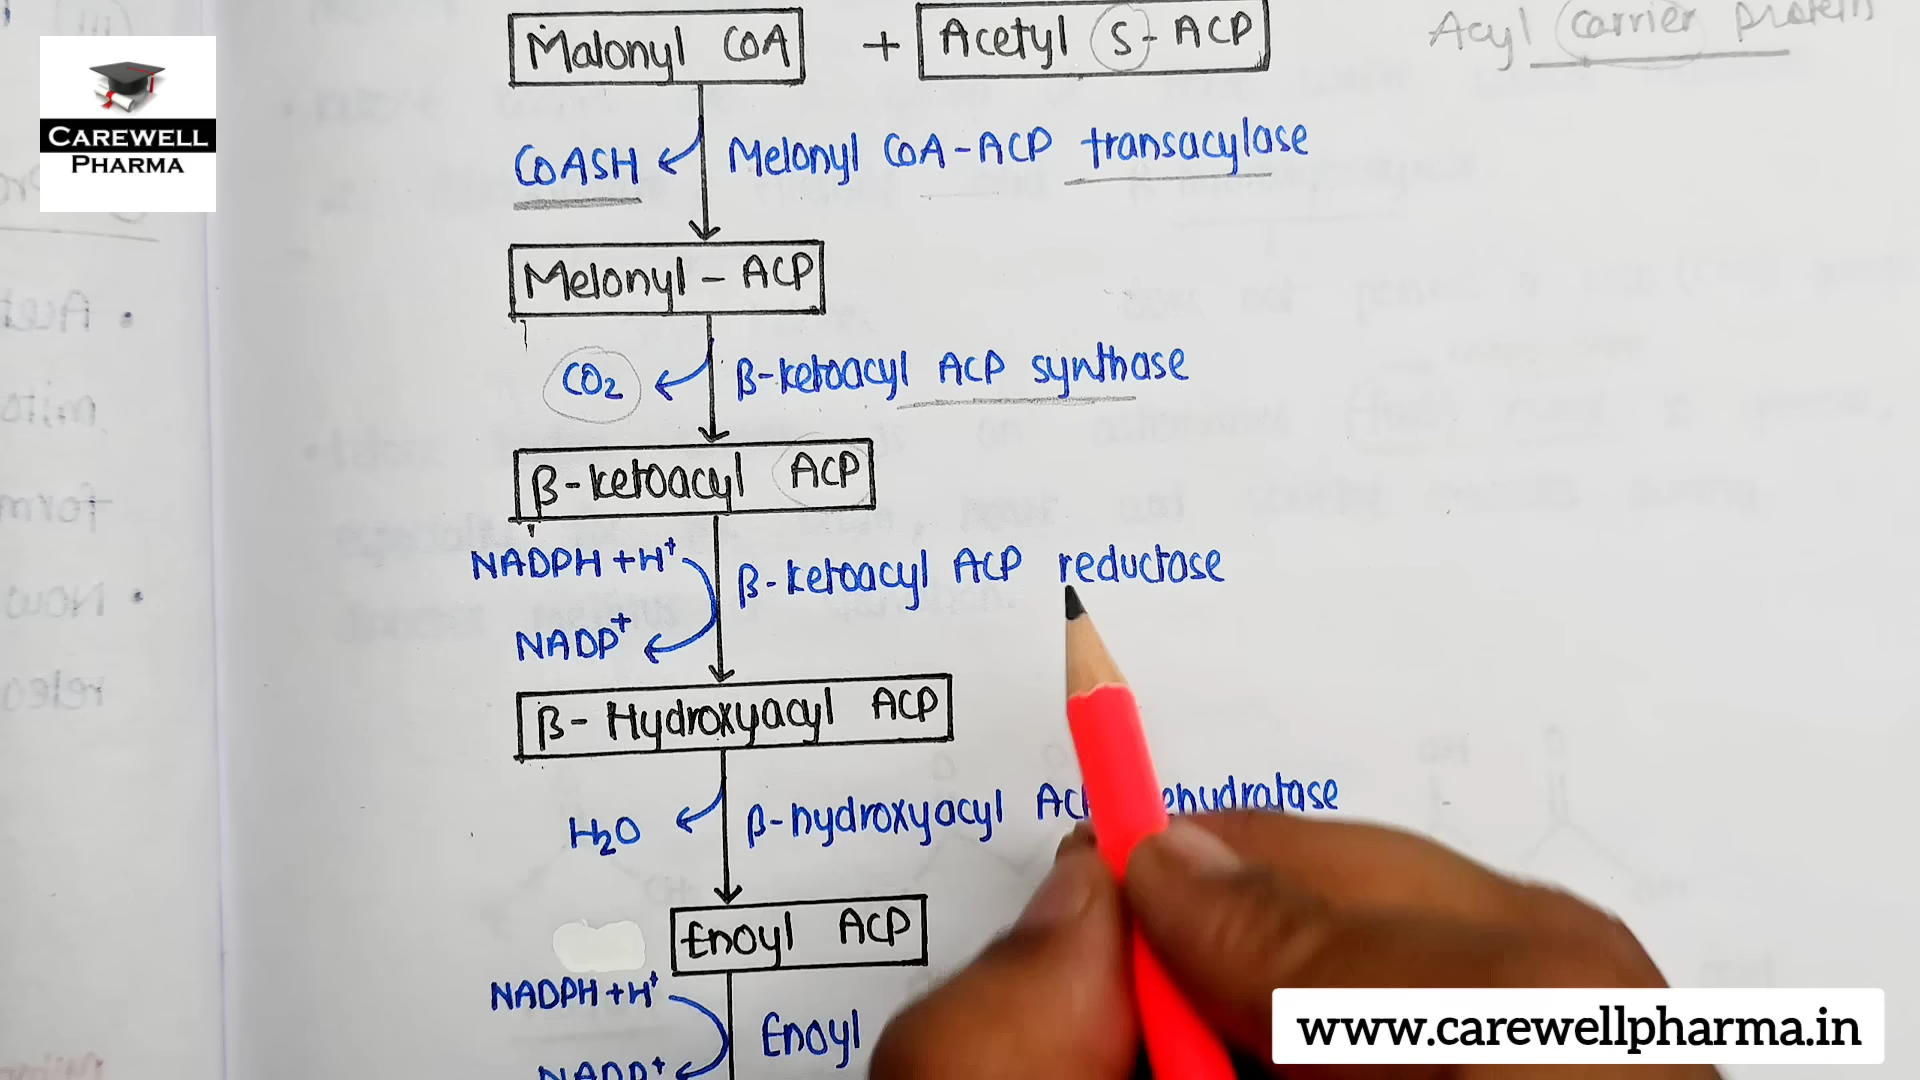 Malonyl CoA + Acetyl S-ACP
Acyl carrier protein
CAREWELL
PHARMA
CoASH Melonyl CoA-ACP transacylase
Melonyl-ACP
CO2 β-ketoacyl ACP synthase
β-ketoacyl ACP
NADPH+H+ β-ketoacyl ACP reductase
NADP+
β-Hydroxyacyl ACP
H2O β-hydroxyacyl
Enoyl ACP
NADPH+H+ Enoyl
NADP+
www.carewellpharma.in